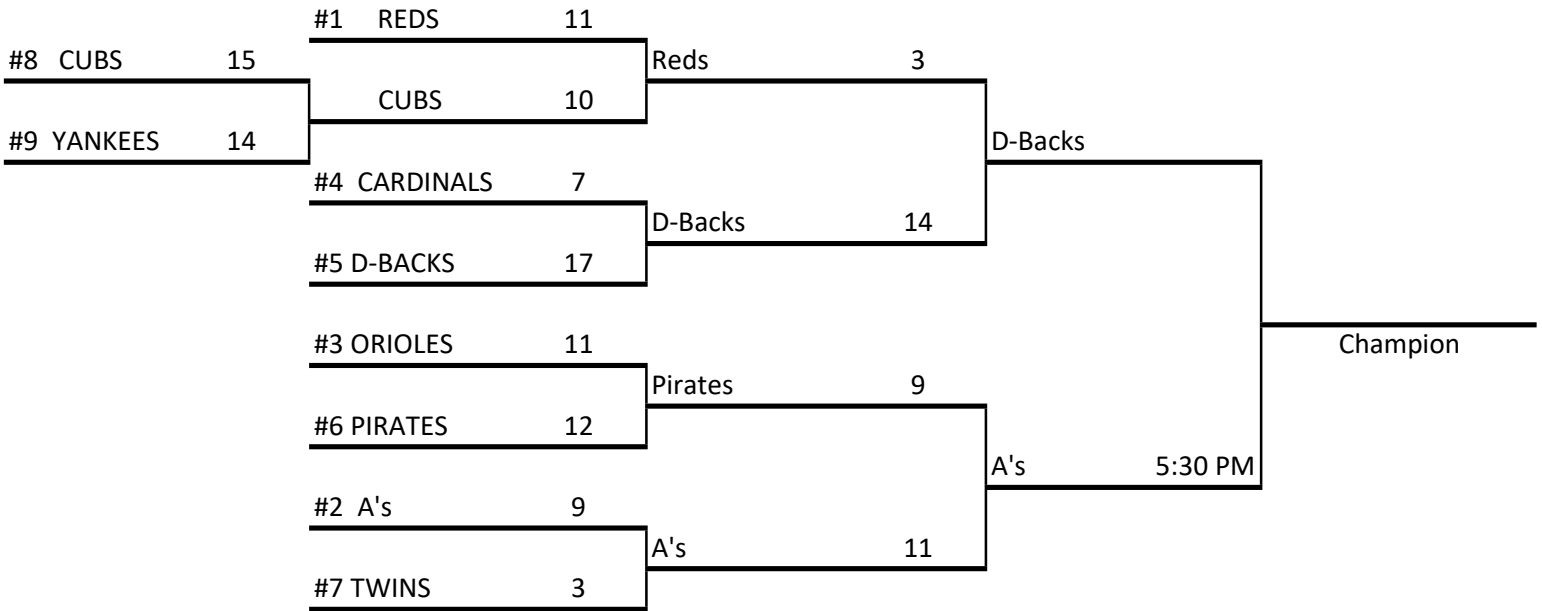 #1 REDS 11
#8 CUBS 15
Reds 3
CUBS 10
#9 YANKEES 14
D-Backs
#4 CARDINALS 7
D-Backs 14
#5 D-BACKS 17
#3 ORIOLES 11
Champion
Pirates 9
#6 PIRATES 12
A's 5:30 PM
#2 A's 9
A's 11
#7 TWINS 3